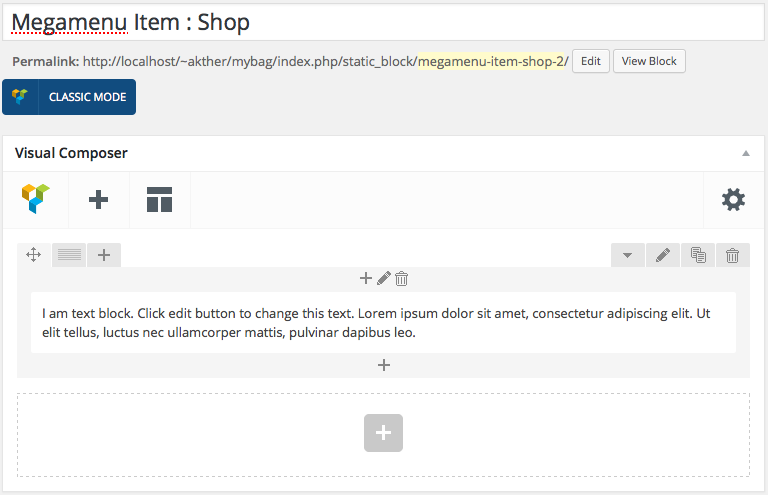 Megamenu Item : Shop
Permalink: http://localhost/~akther/mybag/index.php/static_block/megamenu-item-shop-2/ Edit View Block
CLASSIC MODE
Visual Composer
I am text block. Click edit button to change this text. Lorem ipsum dolor sit amet, consectetur adipiscing elit. Ut
elit tellus, luctus nec ullamcorper mattis, pulvinar dapibus leo.